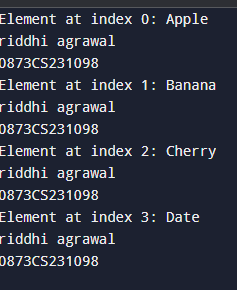 Element at index 0: Apple
riddhi agrawal
0873CS231098
Element at index 1: Banana
riddhi agrawal
0873CS231098
Element at index 2: Cherry
riddhi agrawal
0873CS231098
Element at index 3: Date
riddhi agrawal
0873CS231098